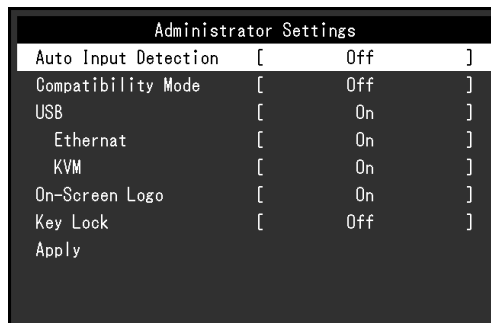 Administrator Settings
Auto Input Detection [ Off ]
Compatibility Mode [ Off ]
USB [ On ]
Ethernat [ On ]
KVM [ On ]
On-Screen Logo [ On ]
Key Lock [ Off ]
Apply